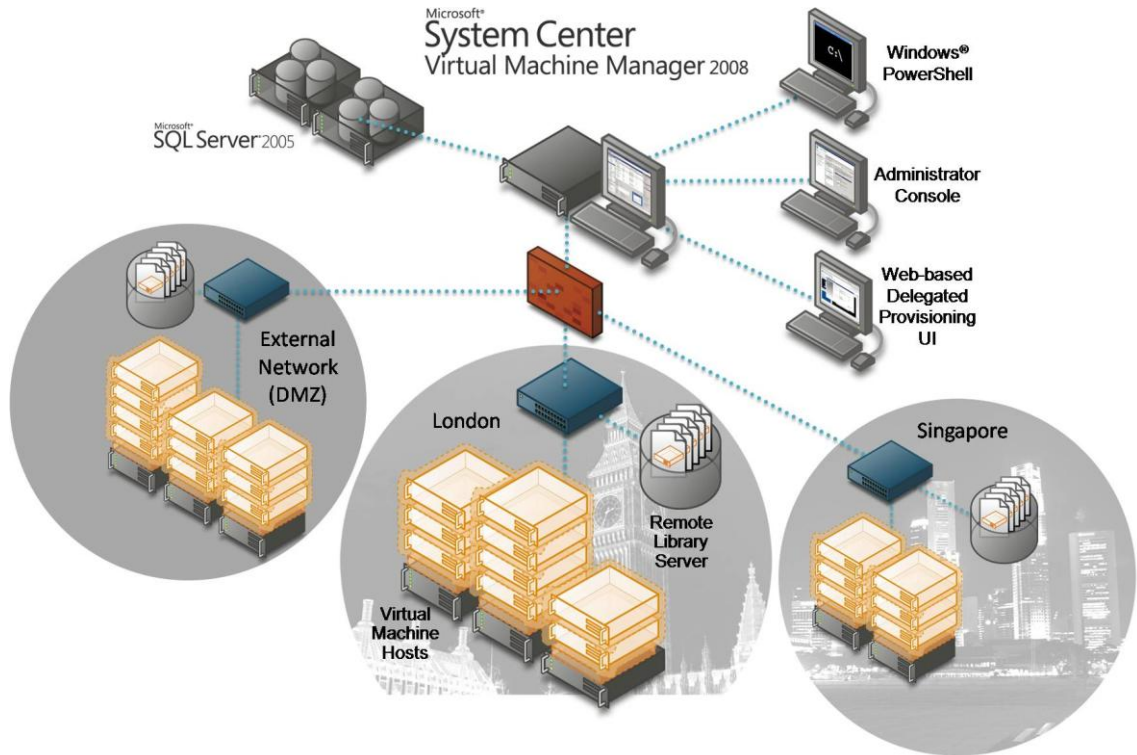 Microsoft®
System Center
Virtual Machine Manager 2008
Microsoft®
SQL Server®2005
C:\
Windows®
PowerShell
Administrator
Console
Web-based
Delegated
Provisioning
UI
External
Network
(DMZ)
London
Remote
Library
Server
Virtual
Machine
Hosts
Singapore